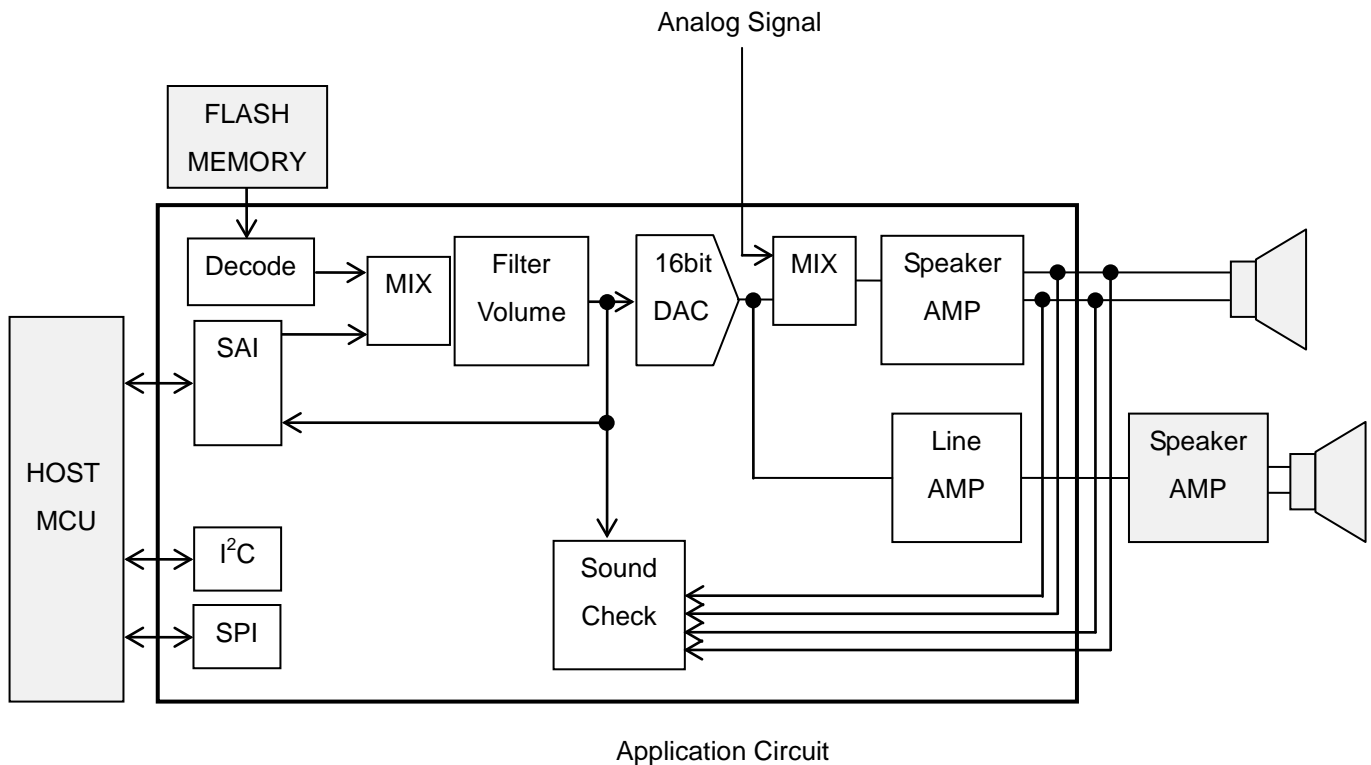 Analog Signal
FLASH
MEMORY
Decode
MIX
Filter
Volume
16bit
DAC
MIX
Speaker
AMP
SAI
HOST
MCU
Line
AMP
Speaker
AMP
I²C
SPI
Sound
Check
Application Circuit